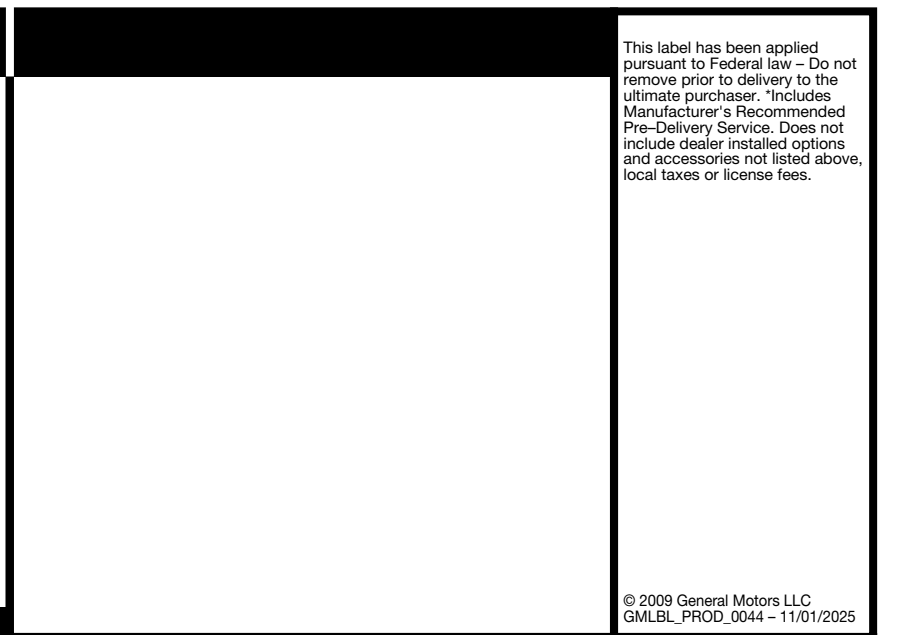 This label has been applied
pursuant to Federal law – Do not
remove prior to delivery to the
ultimate purchaser. *Includes
Manufacturer's Recommended
Pre–Delivery Service. Does not
include dealer installed options
and accessories not listed above,
local taxes or license fees.
© 2009 General Motors LLC
GMLBL_PROD_0044 – 11/01/2025